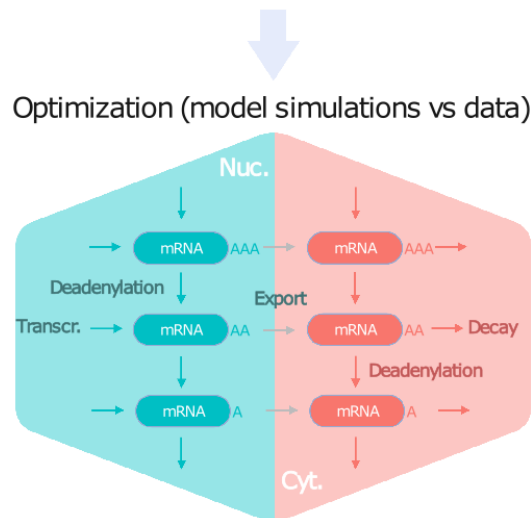 Optimization (model simulations vs data)
Nuc.
mRNA AAA mRNA AAA
Deadenylation Export
Transcr. mRNA AA mRNA AA Decay
Deadenylation
mRNA A mRNA A
Cyt.